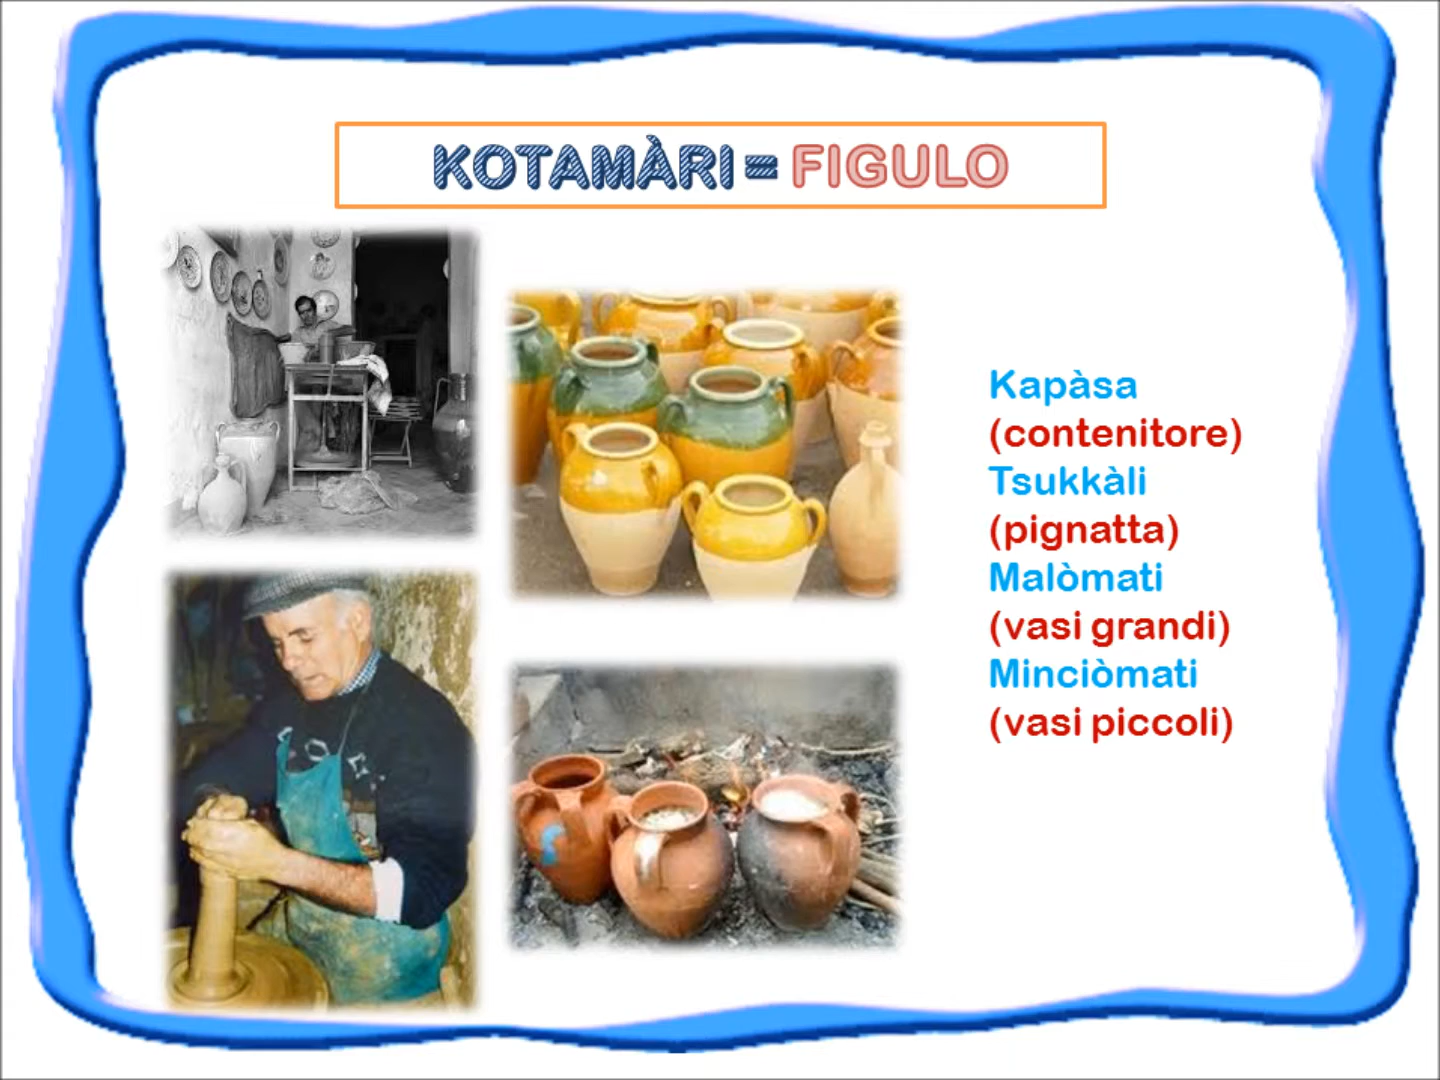 KOTAMÀRI = FIGULO
Kapàsa
(contenitore)
Tsukkàli
(pignatta)
Malòmati
(vasi grandi)
Minciòmati
(vasi piccoli)